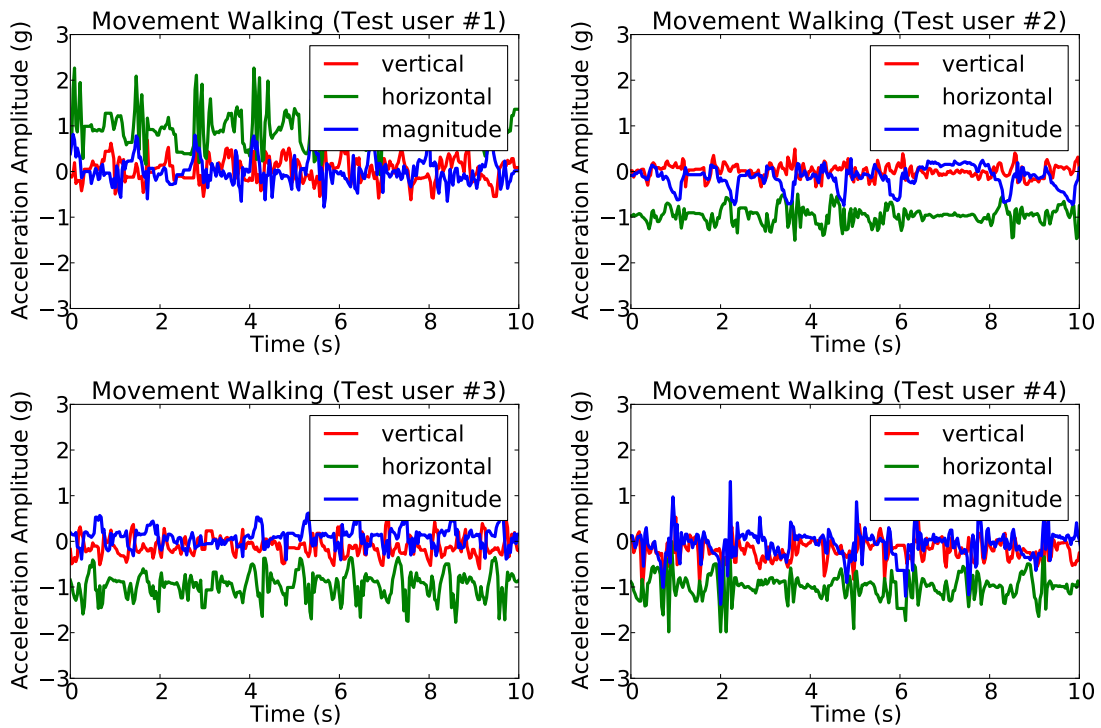 Movement Walking (Test user #1)
Acceleration Amplitude (g)
3
2
1
0
−1
−2
−3
vertical
horizontal
magnitude
0 2 4 6 8 10
Time (s)
Movement Walking (Test user #2)
Acceleration Amplitude (g)
3
2
1
0
−1
−2
−3
vertical
horizontal
magnitude
0 2 4 6 8 10
Time (s)
Movement Walking (Test user #3)
Acceleration Amplitude (g)
3
2
1
0
−1
−2
−3
vertical
horizontal
magnitude
0 2 4 6 8 10
Time (s)
Movement Walking (Test user #4)
Acceleration Amplitude (g)
3
2
1
0
−1
−2
−3
vertical
horizontal
magnitude
0 2 4 6 8 10
Time (s)